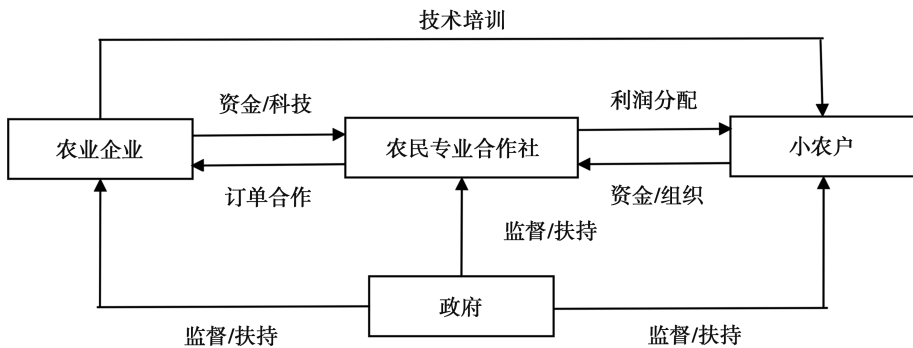 技术培训
资金/科技
利润分配
农业企业
农民专业合作社
小农户
订单合作
资金/组织
监督/扶持
政府
监督/扶持
监督/扶持